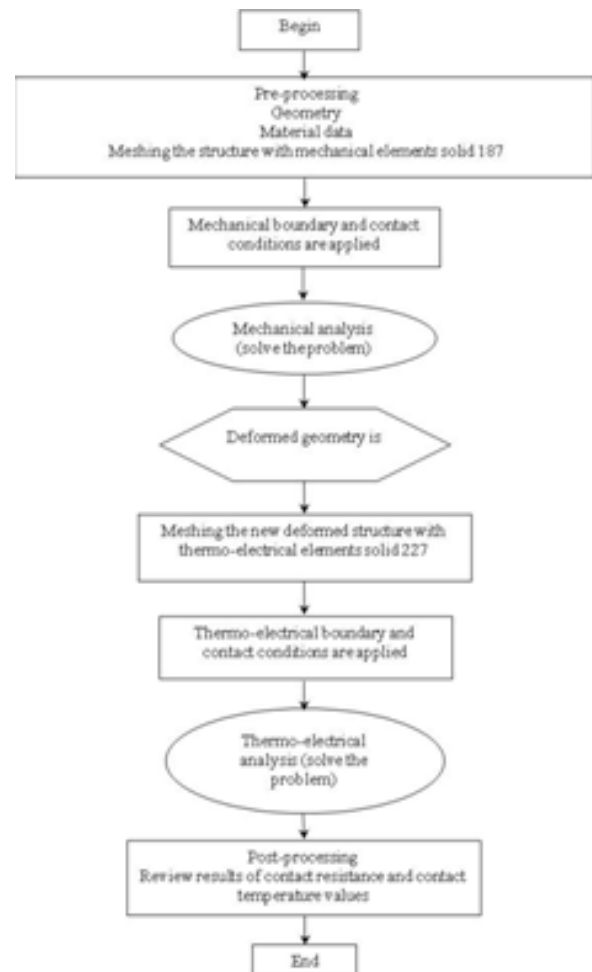 Begin
Pre-processing
Geometry
Material data
Meshing the structure with mechanical elements solid 187
Mechanical boundary and contact
conditions are applied
Mechanical analysis
(solve the problem)
Deformed geometry is
Meshing the new deformed structure with
thermo-electrical elements solid 227
Thermo-electrical boundary and
contact conditions are applied
Thermo-electrical
analysis (solve the
problem)
Post-processing
Review results of contact resistance and contact
temperature values
End